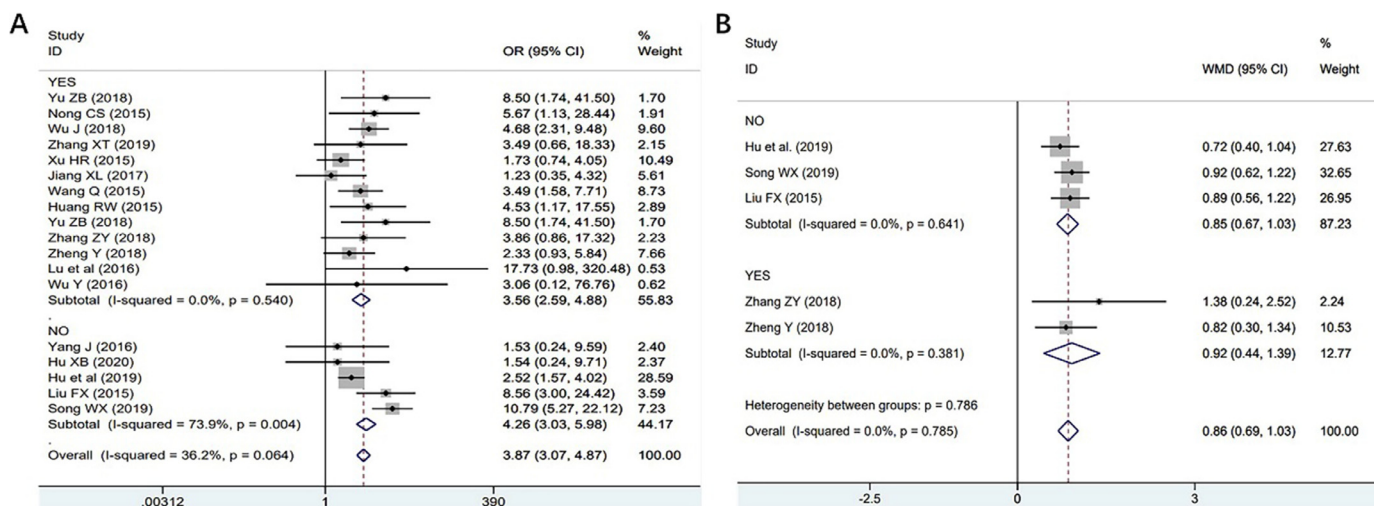 A
Study %
ID OR (95% CI) Weight
YES
Yu ZB (2018) 8.50 (1.74, 41.50) 1.70
Nong CS (2015) 5.67 (1.13, 28.44) 1.91
Wu J (2018) 4.68 (2.31, 9.48) 9.60
Zhang XT (2019) 3.49 (0.66, 18.33) 2.15
Xu HR (2015) 1.73 (0.74, 4.05) 10.49
Jiang XL (2017) 1.23 (0.35, 4.32) 5.61
Wang Q (2015) 3.49 (1.58, 7.71) 8.73
Huang RW (2015) 4.53 (1.17, 17.55) 2.89
Yu ZB (2018) 8.50 (1.74, 41.50) 1.70
Zhang ZY (2018) 3.86 (0.86, 17.32) 2.23
Zheng Y (2018) 2.33 (0.93, 5.84) 7.66
Lu et al (2016) 17.73 (0.98, 320.48) 0.53
Wu Y (2016) 3.06 (0.12, 76.76) 0.62
Subtotal (I-squared = 0.0%, p = 0.540) 3.56 (2.59, 4.88) 55.83
.
NO
Yang J (2016) 1.53 (0.24, 9.59) 2.40
Hu XB (2020) 1.54 (0.24, 9.71) 2.37
Hu et al (2019) 2.52 (1.57, 4.02) 28.59
Liu FX (2015) 8.56 (3.00, 24.42) 3.59
Song WX (2019) 10.79 (5.27, 22.12) 7.23
Subtotal (I-squared = 73.9%, p = 0.004) 4.26 (3.03, 5.98) 44.17
.
Overall (I-squared = 36.2%, p = 0.064) 3.87 (3.07, 4.87) 100.00
.00312 1 390
B
Study %
ID WMD (95% CI) Weight
NO
Hu et al. (2019) 0.72 (0.40, 1.04) 27.63
Song WX (2019) 0.92 (0.62, 1.22) 32.65
Liu FX (2015) 0.89 (0.56, 1.22) 26.95
Subtotal (I-squared = 0.0%, p = 0.641) 0.85 (0.67, 1.03) 87.23
.
YES
Zhang ZY (2018) 1.38 (0.24, 2.52) 2.24
Zheng Y (2018) 0.82 (0.30, 1.34) 10.53
Subtotal (I-squared = 0.0%, p = 0.381) 0.92 (0.44, 1.39) 12.77
.
Heterogeneity between groups: p = 0.786
Overall (I-squared = 0.0%, p = 0.785) 0.86 (0.69, 1.03) 100.00
-2.5 0 3